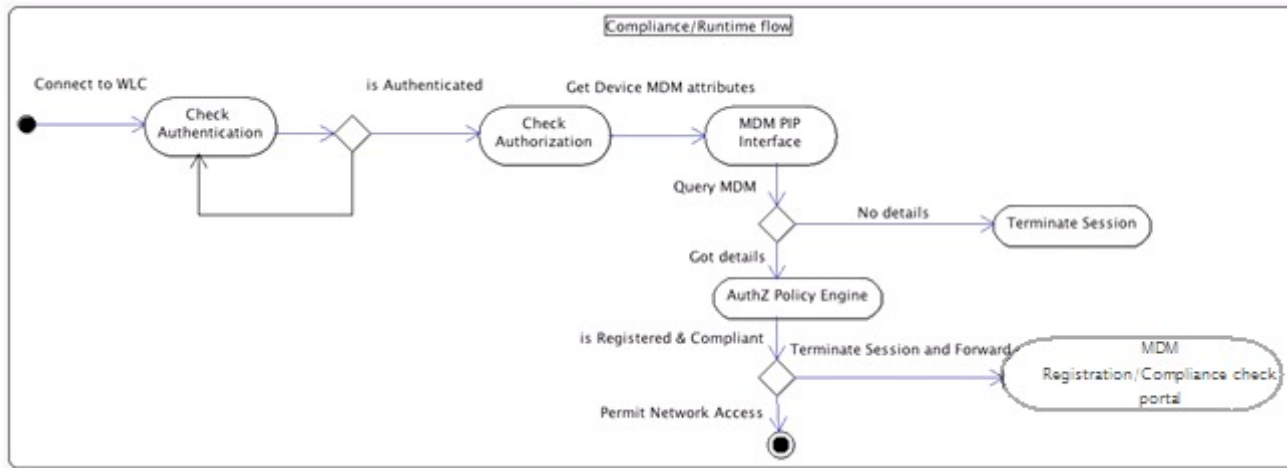 Compliance/Runtime flow
Connect to WLC
is Authenticated
Get Device MDM attributes
Check
Authentication
Check
Authorization
MDM PIP
Interface
Query MDM
No details
Terminate Session
Got details
AuthZ Policy Engine
is Registered & Compliant
Terminate Session and Forward
MDM
Registration/Compliance check
portal
Permit Network Access